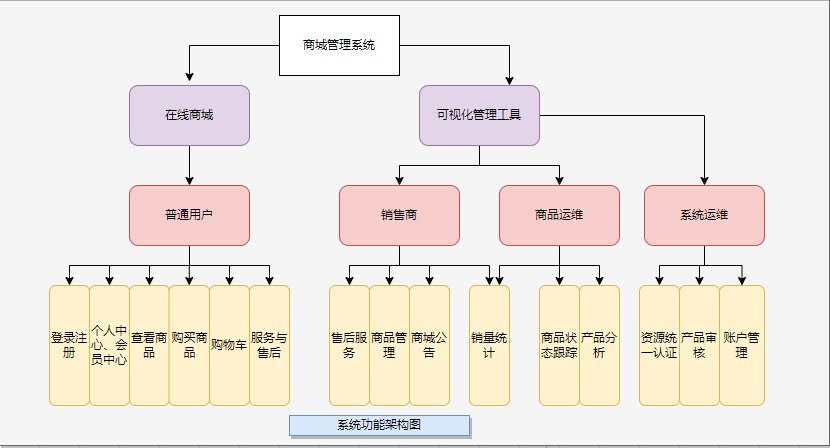 商城管理系统
在线商城
可视化管理工具
普通用户
销售商
商品运维
系统运维
登录注
册
个人中
心、会
员中心
查看商
品
购买商
品
购物车
服务与
售后
售后服
务
商品管
理
商城公
告
销量统
计
商品状
态跟踪
产品分
析
资源统
一认证
产品审
核
账户管
理
系统功能架构图